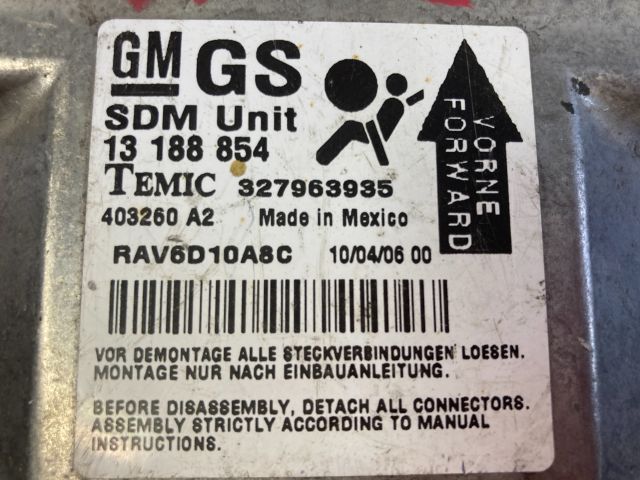 GM GS
SDM Unit
13 188 854
TEMIC 327963935
403260 A2 Made in Mexico
RAV6D10A8C 10/04/06 00
VORNE
FORWARD
VOR DEMONTAGE ALLE STECKVERBINDUNGEN LOESEN.
MONTAGE NUR NACH EINBAUANLEITUNG.
BEFORE DISASSEMBLY, DETACH ALL CONNECTORS.
ASSEMBLY STRICTLY ACCORDING TO MANUAL
INSTRUCTIONS.